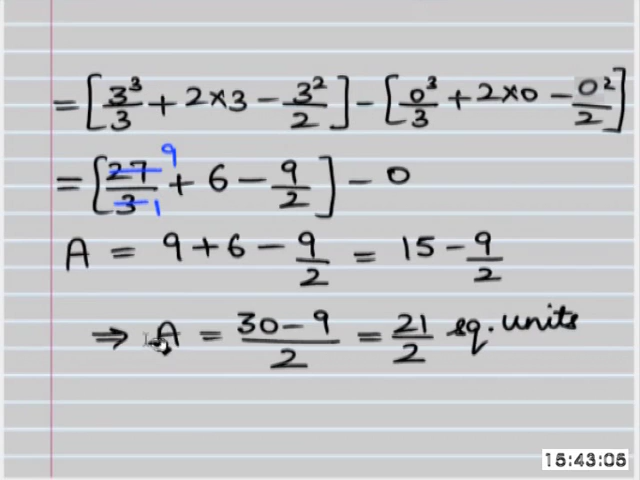 = [3³/3 + 2×3 − 3²/2] − [0³/3 + 2×0 − 0²/2]
= [27/3 + 6 − 9/2] − 0 9 1
A = 9 + 6 − 9/2 = 15 − 9/2
⇒ A = 30 − 9/2 = 21/2 sq. units
15:43:05